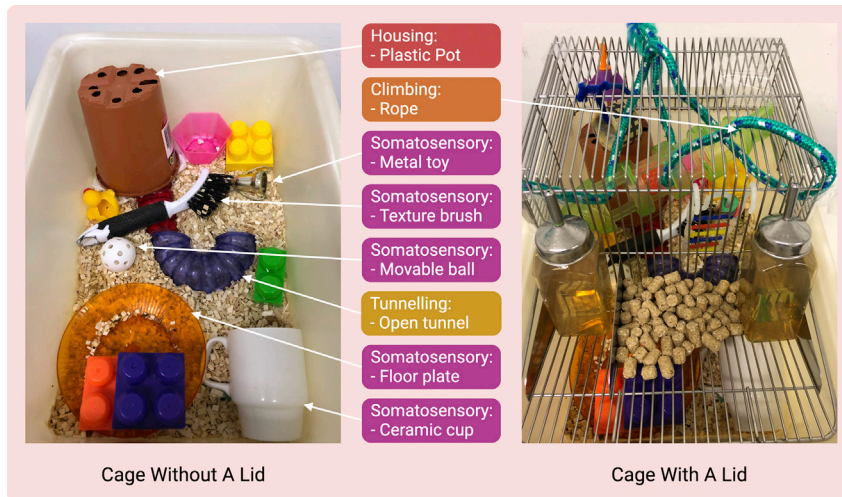 Housing:
- Plastic Pot
Climbing:
- Rope
Somatosensory:
- Metal toy
Somatosensory:
- Texture brush
Somatosensory:
- Movable ball
Tunnelling:
- Open tunnel
Somatosensory:
- Floor plate
Somatosensory:
- Ceramic cup
Cage Without A Lid
Cage With A Lid